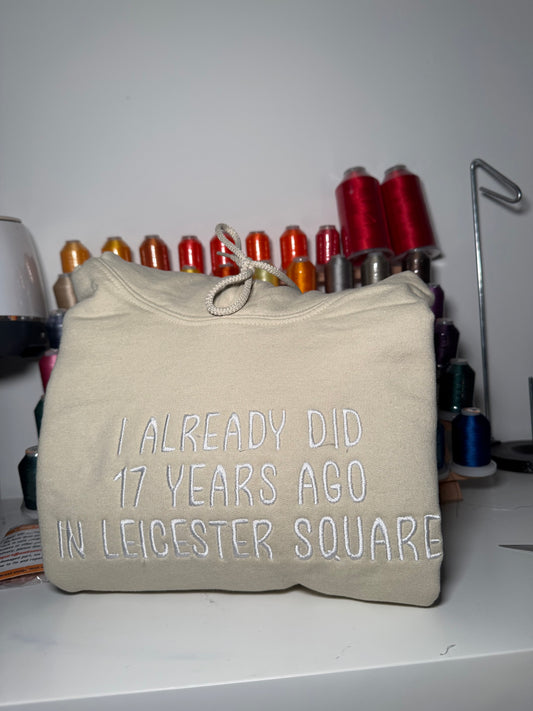 I ALREADY DID
17 YEARS AGO
IN LEICESTER SQUARE